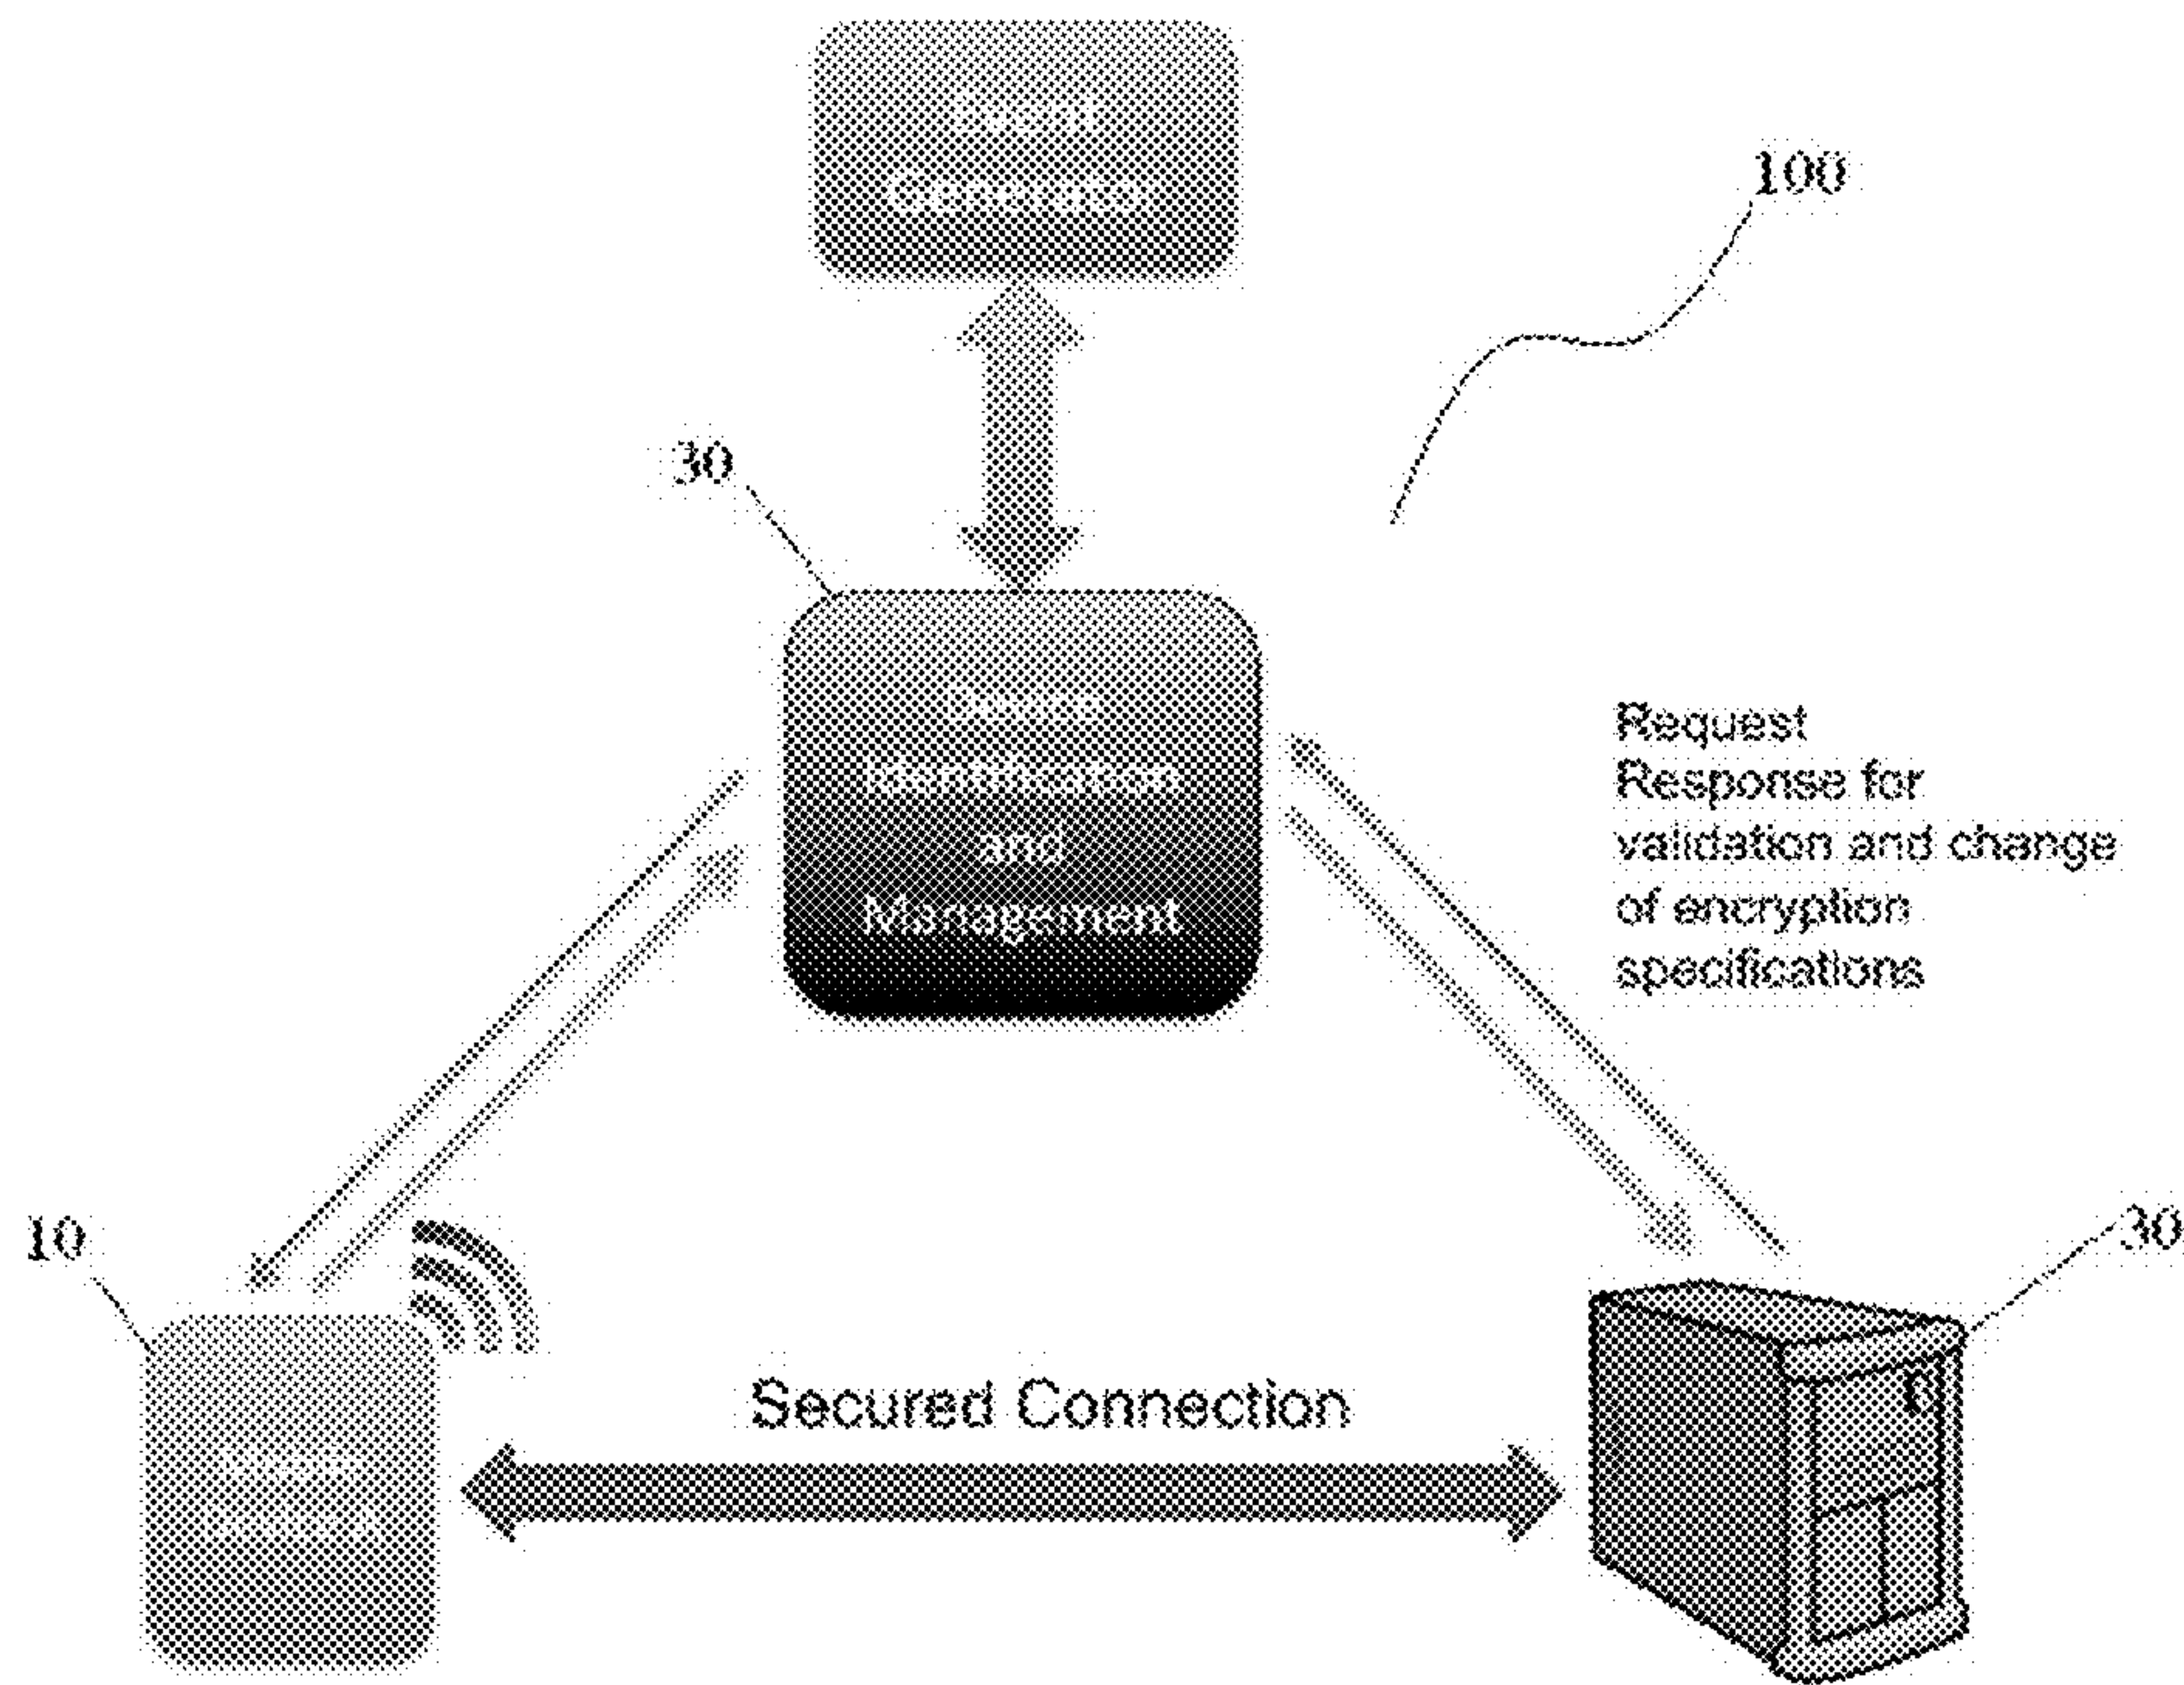 100
30
and
Management
Request
Response for
validation and change
of encryption
specifications
10
30
Secured Connection